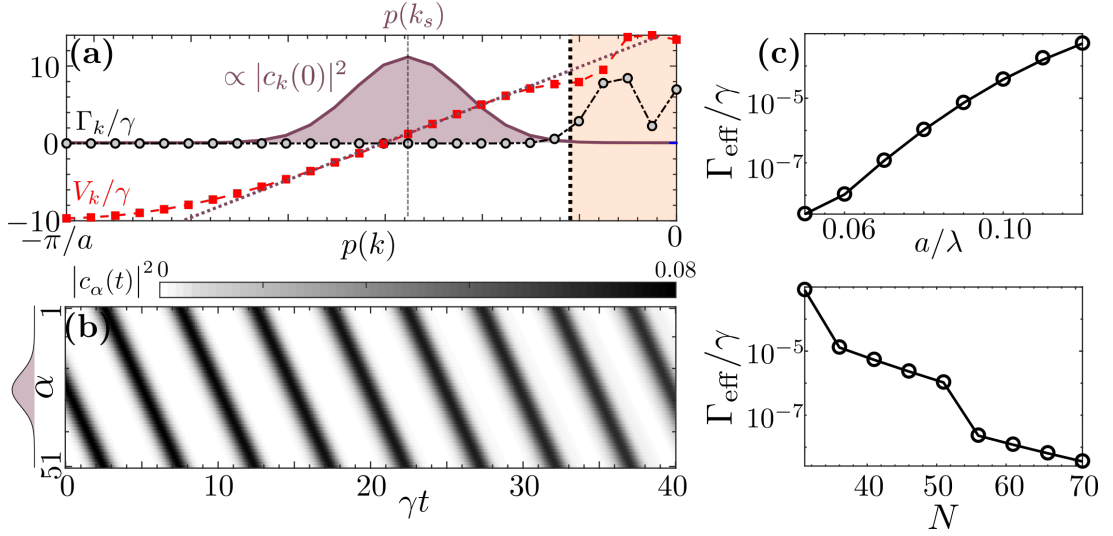 p(k_s)
(a)
∝ |c_k(0)|²
Γ_k/γ
V_k/γ
10
0
−10
−π/a
p(k)
0
|c_α(t)|²
0
0.08
(b)
α
1
51
0
10
20
30
40
γt
(c)
Γ_eff/γ
10⁻⁵
10⁻⁷
0.06
a/λ
0.10
Γ_eff/γ
10⁻⁵
10⁻⁷
40
50
60
70
N